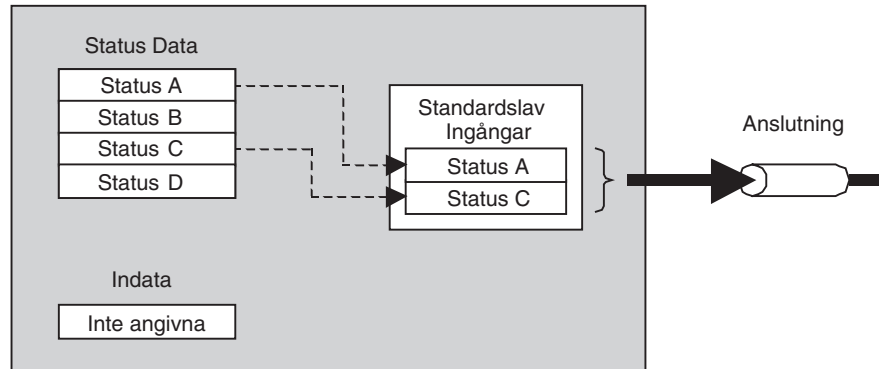 Status Data
Status A
Status B
Status C
Status D
Standardslav
Ingångar
Status A
Status C
Anslutning
Indata
Inte angivna